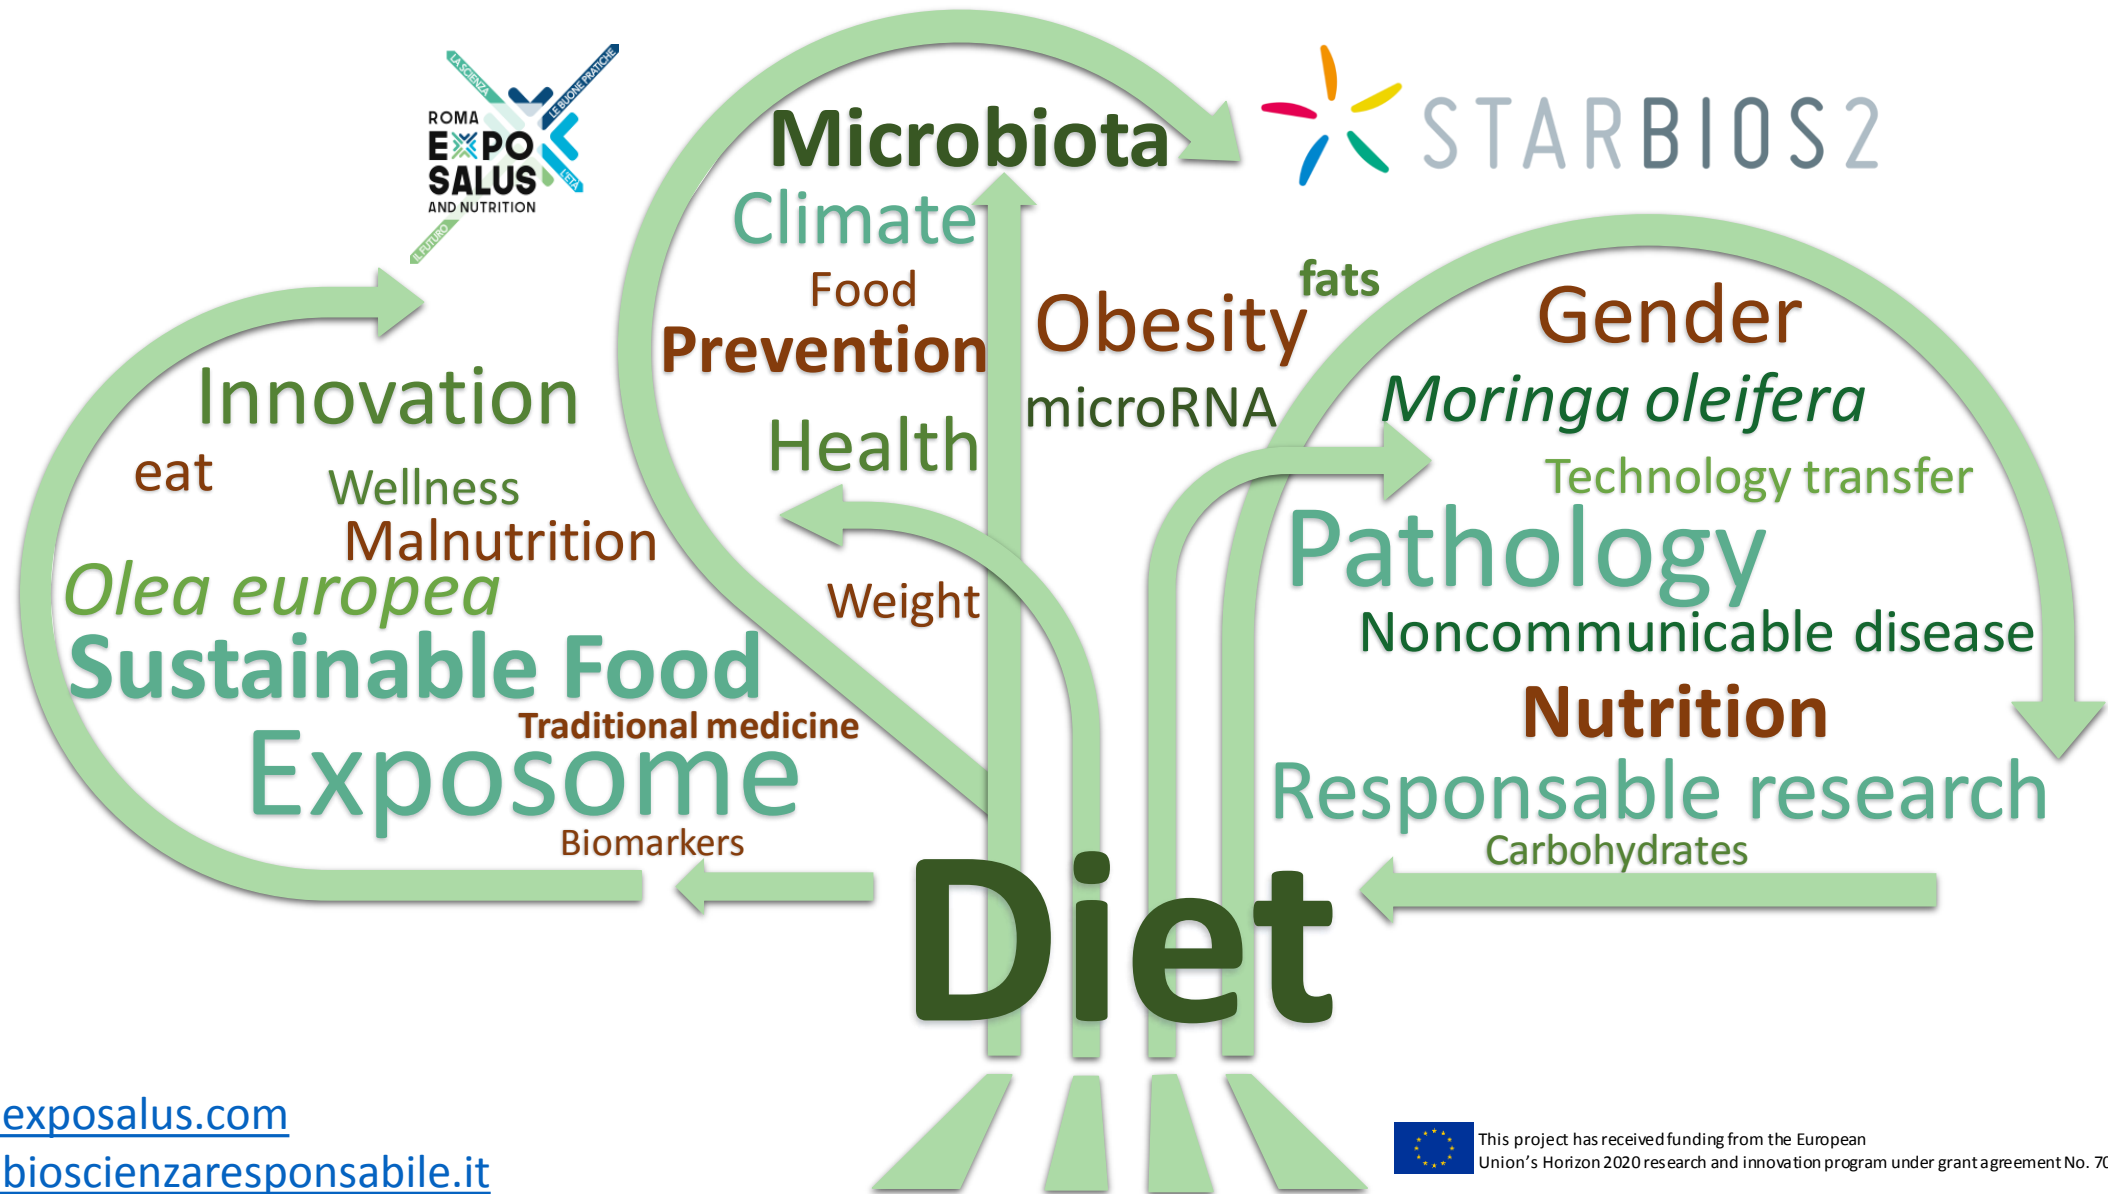 LA SCIENZA
LE BUONE PRATICHE
ROMA
EXPO
SALUS
AND NUTRITION
L'ETÀ
IL FUTURO
STARBIOS2
Microbiota
Climate
Food
Prevention
Health
Weight
Obesity
fats
microRNA
Gender
Moringa oleifera
Technology transfer
Pathology
Noncommunicable disease
Nutrition
Responsable research
Carbohydrates
Innovation
eat
Wellness
Malnutrition
Olea europea
Sustainable Food
Traditional medicine
Exposome
Biomarkers
Diet
exposalus.com
bioscienzaresponsabile.it
This project has received funding from the European
Union's Horizon 2020 research and innovation program under grant agreement No. 70